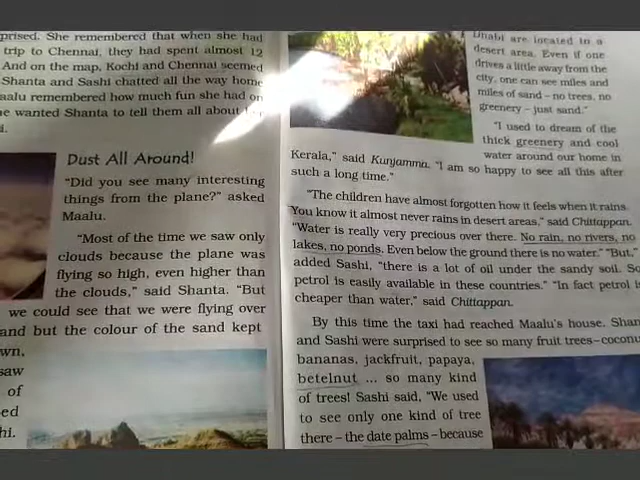 prised. She remembered that when she had
trip to Chennai, they had spent almost 12
And on the map, Kochi and Chennai seemed
Shanta and Sashi chatted all the way home
aalu remembered how much fun she had on
e wanted Shanta to tell them all about
i.
Dust All Around!
"Did you see many interesting
things from the plane?" asked
Maalu.
"Most of the time we saw only
clouds because the plane was
flying so high, even higher than
the clouds," said Shanta. "But
we could see that we were flying over
and but the colour of the sand kept
wn,
saw
of
ed
hi.
Dhabi are located in a
desert area. Even if one
drives a little away from the
city, one can see miles and
miles of sand – no trees, no
greenery – just sand."
"I used to dream of the
thick greenery and cool
water around our home in
Kerala," said Kunjamma. "I am so happy to see all this after
such a long time."
"The children have almost forgotten how it feels when it rains.
You know it almost never rains in desert areas," said Chittappan.
"Water is really very precious over there. No rain, no rivers, no
lakes, no ponds. Even below the ground there is no water." "But,"
added Sashi, "there is a lot of oil under the sandy soil. So
petrol is easily available in these countries." "In fact petrol i
cheaper than water," said Chittappan.
By this time the taxi had reached Maalu's house. Shan
and Sashi were surprised to see so many fruit trees–coconu
bananas, jackfruit, papaya,
betelnut ... so many kind
of trees! Sashi said, "We used
to see only one kind of tree
there – the date palms – because